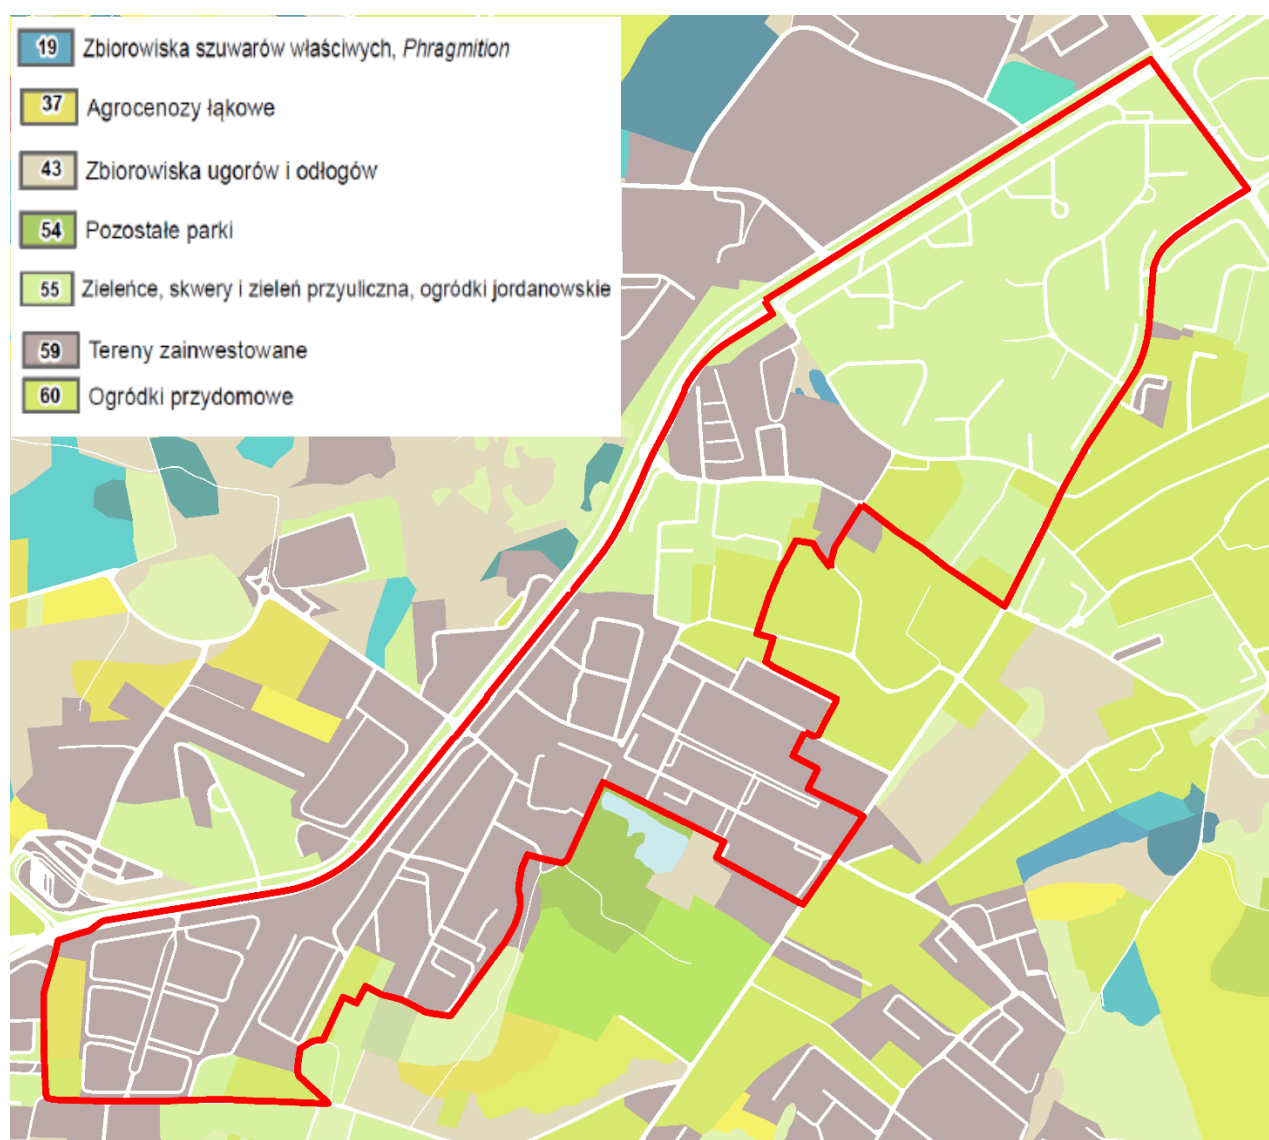 19 Zbiorowiska szuwarów właściwych, Phragmition
37 Agrocenozy łąkowe
43 Zbiorowiska ugorów i odłogów
54 Pozostałe parki
55 Zieleńce, skwery i zieleń przyuliczna, ogródki jordanowskie
59 Tereny zainwestowane
60 Ogródki przydomowe